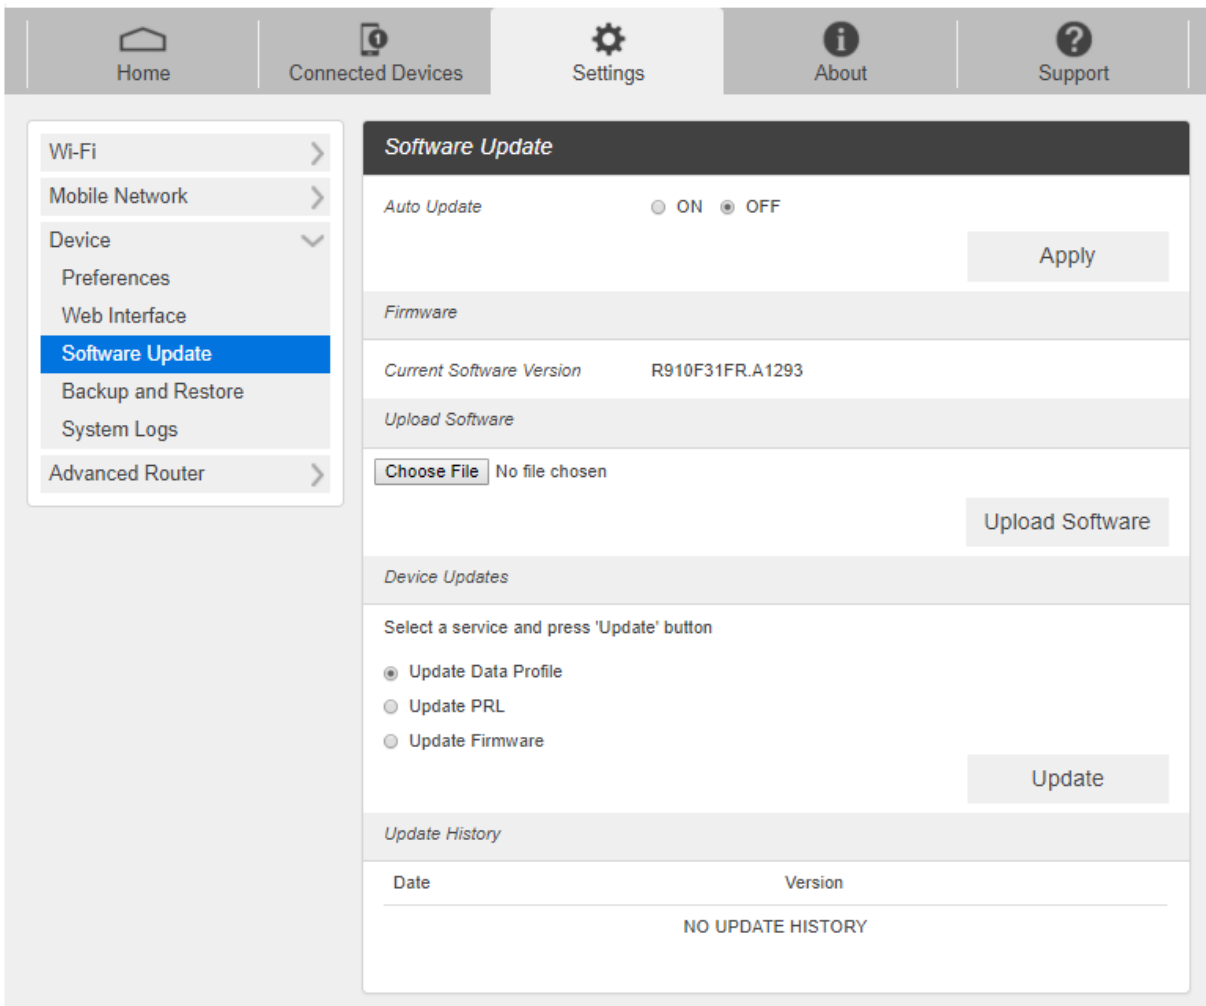 Home
1
Connected Devices
Settings
About
Support
Wi-Fi
Mobile Network
Device
Preferences
Web Interface
Software Update
Backup and Restore
System Logs
Advanced Router
Software Update
Auto Update ON OFF
Apply
Firmware
Current Software Version R910F31FR.A1293
Upload Software
Choose File No file chosen
Upload Software
Device Updates
Select a service and press 'Update' button
Update Data Profile
Update PRL
Update Firmware
Update
Update History
Date Version
NO UPDATE HISTORY